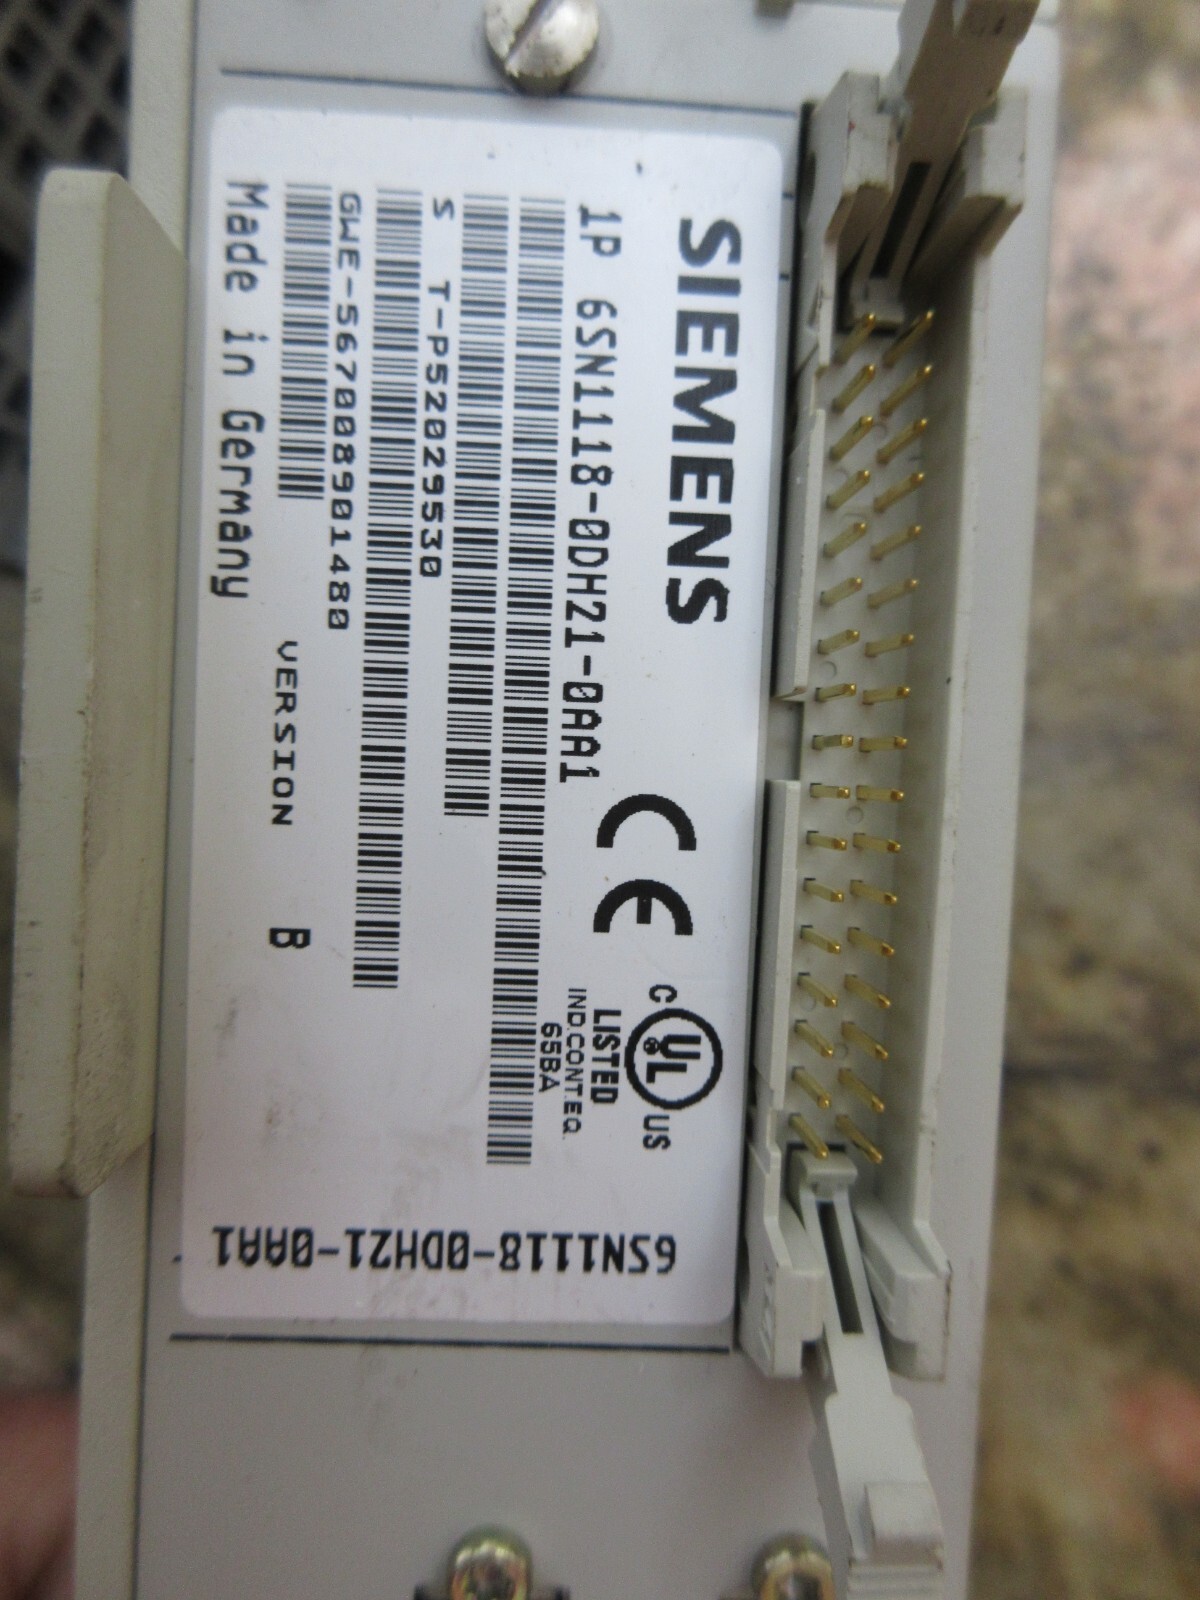 SIEMENS
1P 6SN1118-0DH21-0AA1
C UL US
LISTED
IND.CONT.EQ.
65BA
S T-P52029530
GWE-567008901480
VERSION B
Made in Germany
6SN1118-0DH21-0AA1